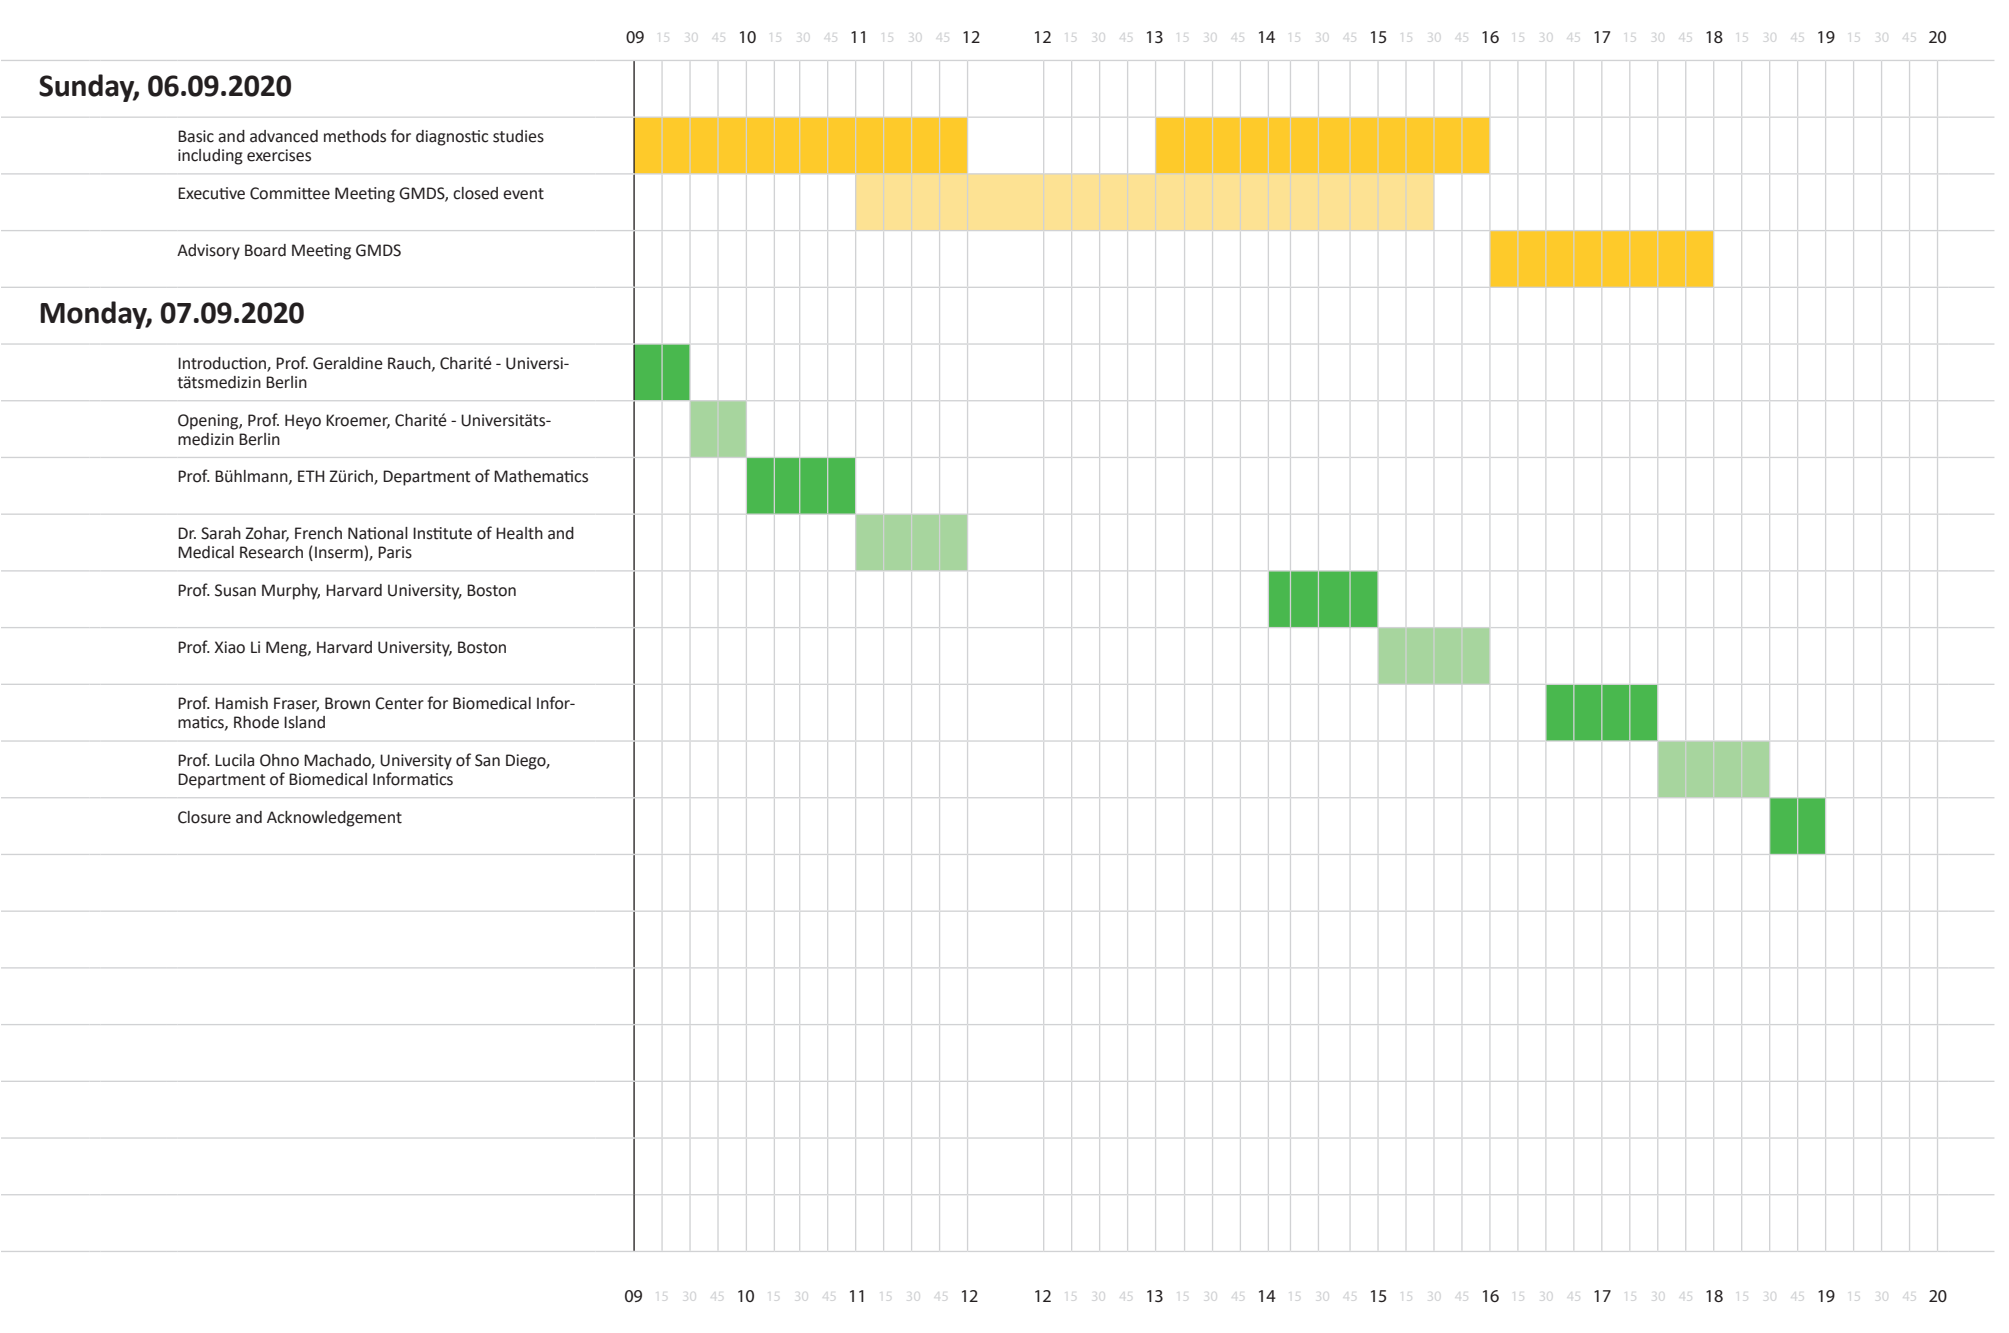 09 15 30 45 10 15 30 45 11 15 30 45 12 12 15 30 45 13 15 30 45 14 15 30 45 15 15 30 45 16 15 30 45 17 15 30 45 18 15 30 45 19 15 30 45 20
Sunday, 06.09.2020
Basic and advanced methods for diagnostic studies
including exercises
Executive Committee Meeting GMDS, closed event
Advisory Board Meeting GMDS
Monday, 07.09.2020
Introduction, Prof. Geraldine Rauch, Charité - Universi-
tätsmedizin Berlin
Opening, Prof. Heyo Kroemer, Charité - Universitäts-
medizin Berlin
Prof. Bühlmann, ETH Zürich, Department of Mathematics
Dr. Sarah Zohar, French National Institute of Health and
Medical Research (Inserm), Paris
Prof. Susan Murphy, Harvard University, Boston
Prof. Xiao Li Meng, Harvard University, Boston
Prof. Hamish Fraser, Brown Center for Biomedical Infor-
matics, Rhode Island
Prof. Lucila Ohno Machado, University of San Diego,
Department of Biomedical Informatics
Closure and Acknowledgement
09 15 30 45 10 15 30 45 11 15 30 45 12 12 15 30 45 13 15 30 45 14 15 30 45 15 15 30 45 16 15 30 45 17 15 30 45 18 15 30 45 19 15 30 45 20